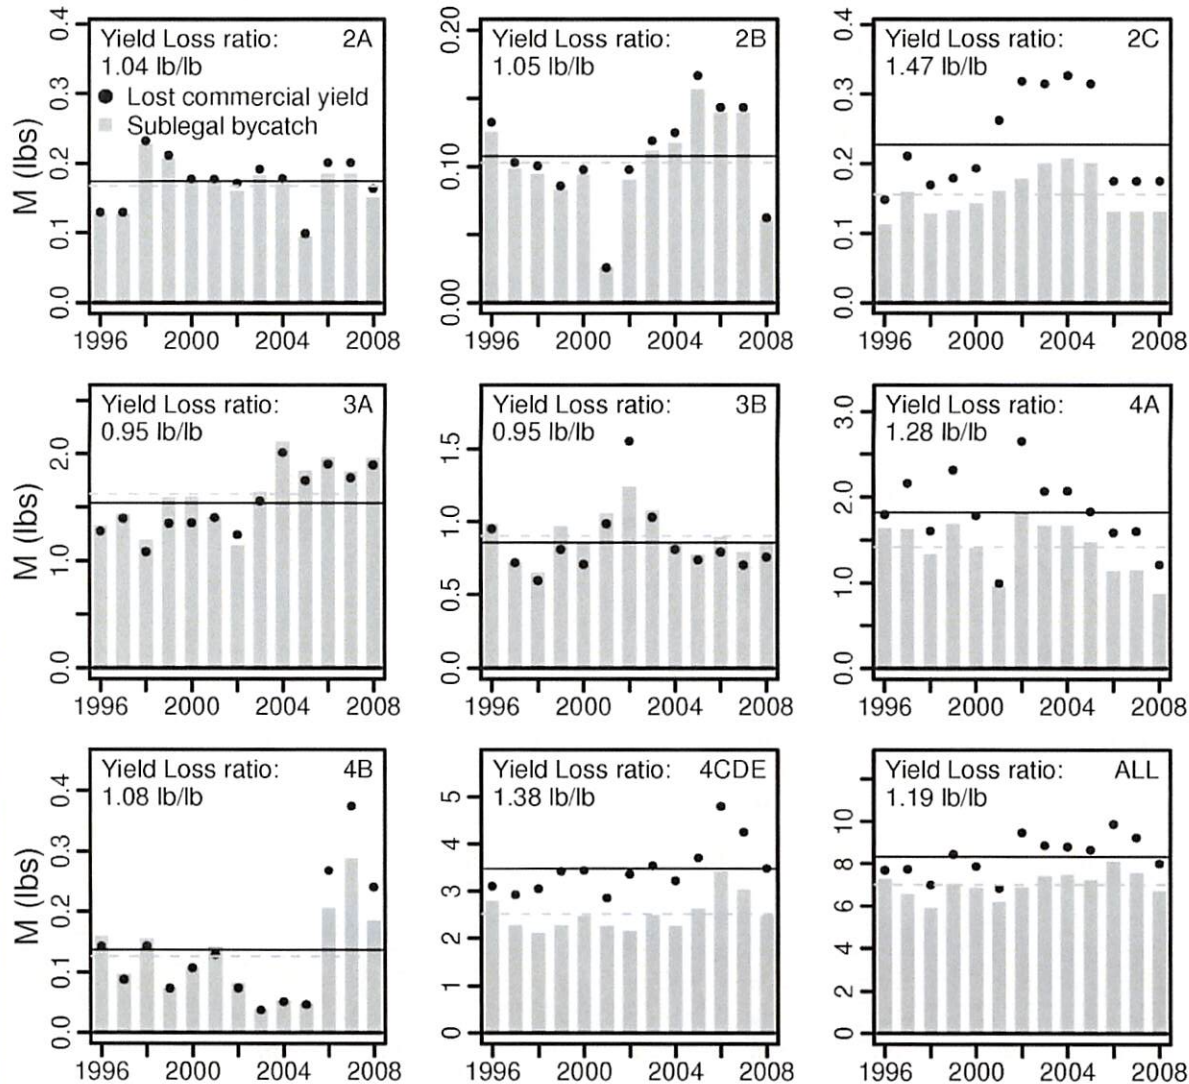 Yield Loss ratio: 2A
1.04 lb/lb
Lost commercial yield
Sublegal bycatch
M (lbs)
0.4
0.3
0.2
0.1
0.0
1996 2000 2004 2008
Yield Loss ratio: 2B
1.05 lb/lb
0.20
0.10
0.00
1996 2000 2004 2008
Yield Loss ratio: 2C
1.47 lb/lb
0.4
0.3
0.2
0.1
0.0
1996 2000 2004 2008
Yield Loss ratio: 3A
0.95 lb/lb
M (lbs)
2.0
1.0
0.0
1996 2000 2004 2008
Yield Loss ratio: 3B
0.95 lb/lb
1.5
1.0
0.5
0.0
1996 2000 2004 2008
Yield Loss ratio: 4A
1.28 lb/lb
3.0
2.0
1.0
0.0
1996 2000 2004 2008
Yield Loss ratio: 4B
1.08 lb/lb
M (lbs)
0.4
0.3
0.2
0.1
0.0
1996 2000 2004 2008
Yield Loss ratio: 4CDE
1.38 lb/lb
5
4
3
2
1
0
1996 2000 2004 2008
Yield Loss ratio: ALL
1.19 lb/lb
10
8
6
4
2
0
1996 2000 2004 2008